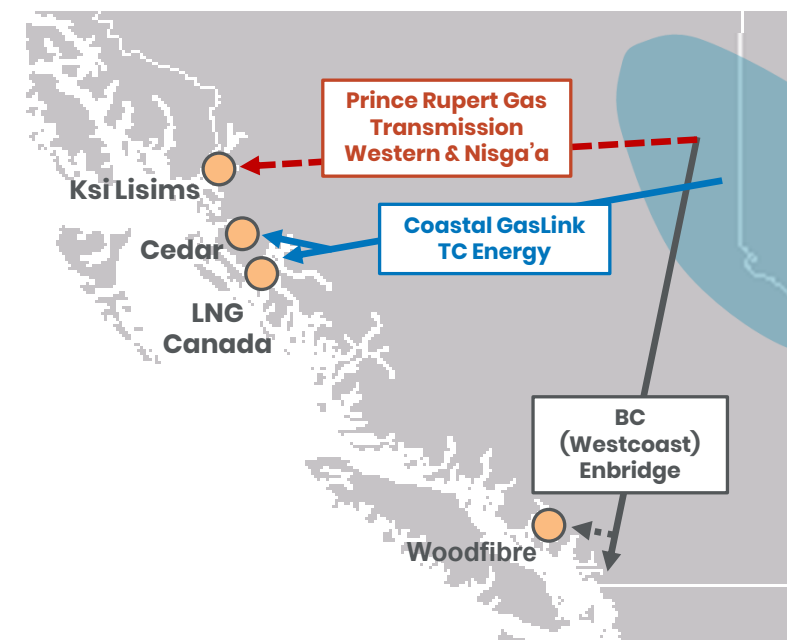 Prince Rupert Gas
Transmission
Western & Nisga’a
Ksi Lisims
Coastal GasLink
TC Energy
Cedar
LNG
Canada
BC
(Westcoast)
Enbridge
Woodfibre